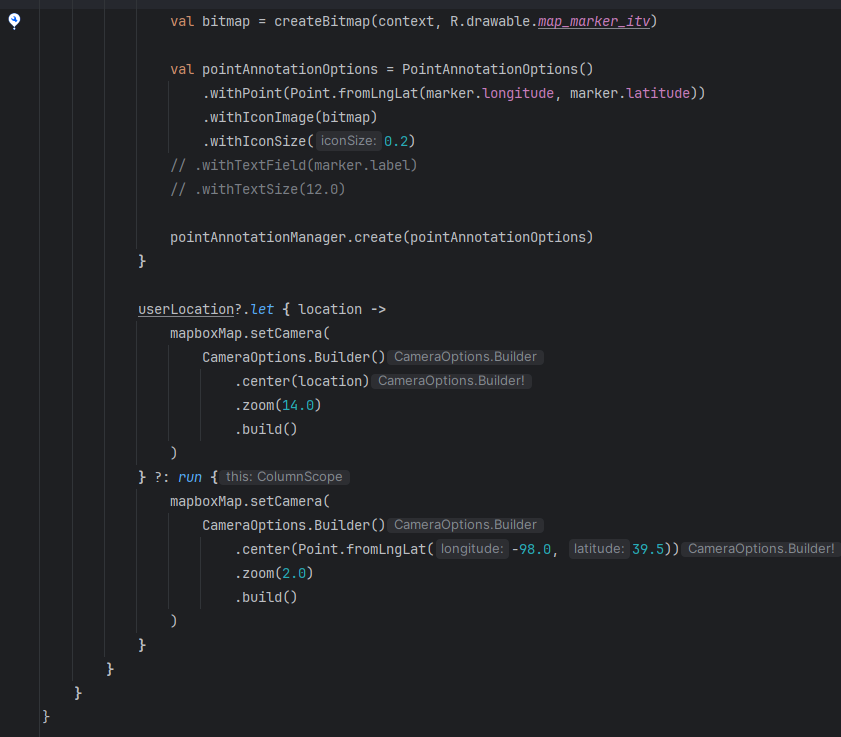 val bitmap = createBitmap(context, R.drawable.map_marker_itv)
val pointAnnotationOptions = PointAnnotationOptions()
.withPoint(Point.fromLngLat(marker.longitude, marker.latitude))
.withIconImage(bitmap)
.withIconSize( iconSize: 0.2)
// .withTextField(marker.label)
// .withTextSize(12.0)
pointAnnotationManager.create(pointAnnotationOptions)
}
userLocation?.let { location ->
mapboxMap.setCamera(
CameraOptions.Builder() CameraOptions.Builder
.center(location) CameraOptions.Builder!
.zoom(14.0)
.build()
)
} ?: run { this: ColumnScope
mapboxMap.setCamera(
CameraOptions.Builder() CameraOptions.Builder
.center(Point.fromLngLat( longitude: -98.0, latitude: 39.5)) CameraOptions.Builder!
.zoom(2.0)
.build()
)
}
}
}
}